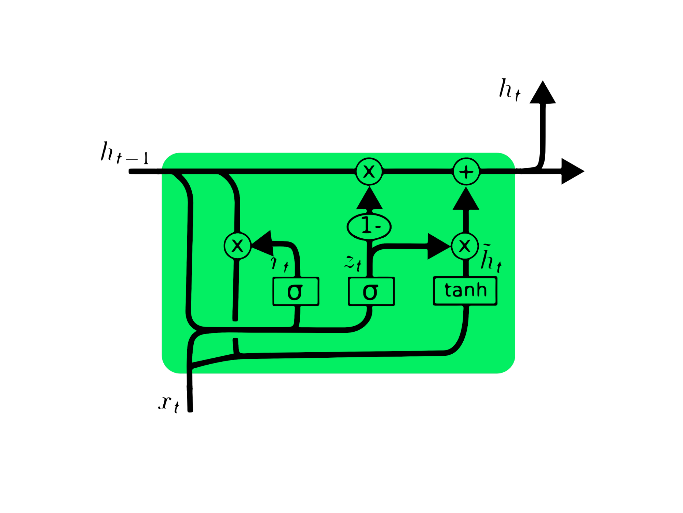 h_t
h_{t-1}
x +
1-
x x
r_t z_t h̃_t
σ σ tanh
x_t